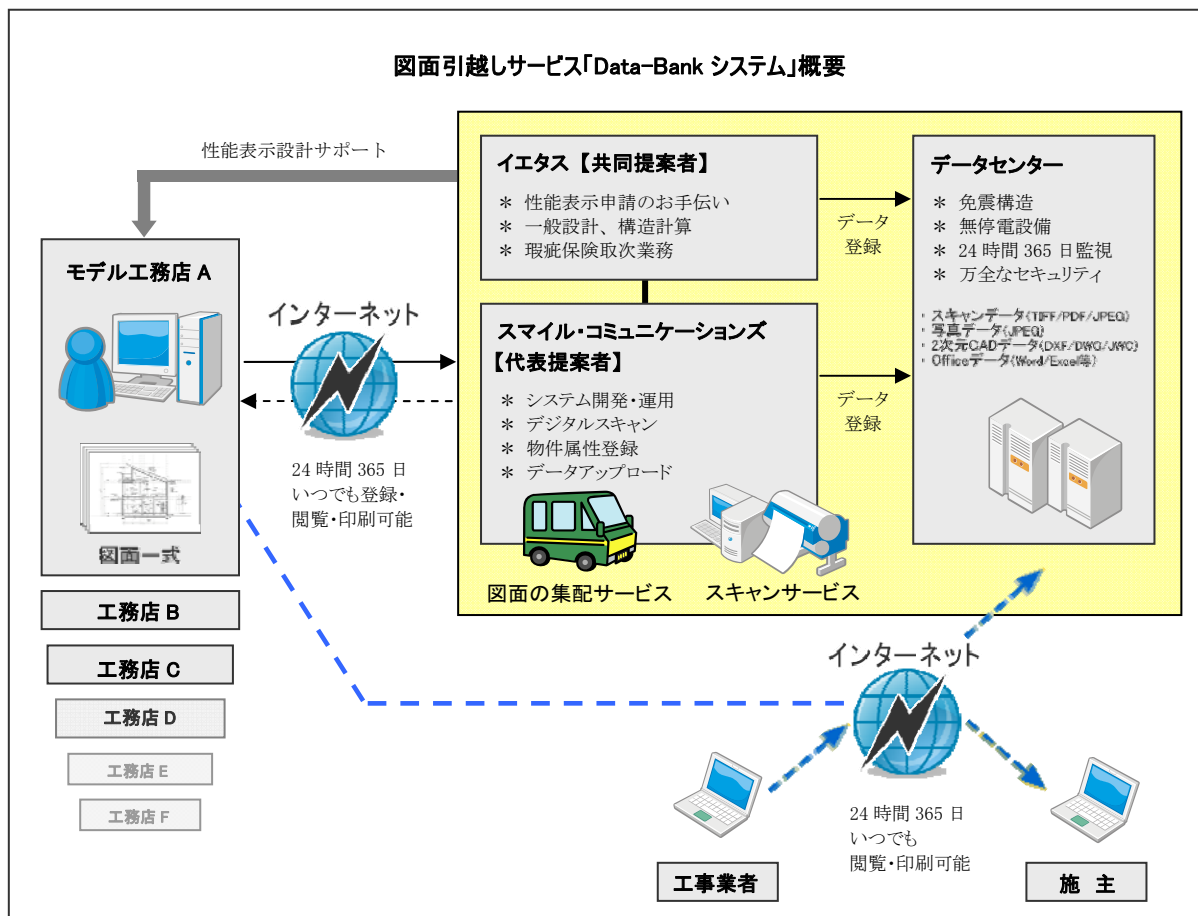 図面引越しサービス「Data-Bank システム」概要
性能表示設計サポート
モデル工務店 A
図面一式
工務店 B
工務店 C
工務店 D
工務店 E
工務店 F
インターネット
24 時間 365 日
いつでも登録・
閲覧・印刷可能
イエタス【共同提案者】
* 性能表示申請のお手伝い
* 一般設計、構造計算
* 瑕疵保険取次業務
スマイル・コミュニケーションズ
【代表提案者】
* システム開発・運用
* デジタルスキャン
* 物件属性登録
* データアップロード
図面の集配サービス
スキャンサービス
データ
登録
データ
登録
データセンター
* 免震構造
* 無停電設備
* 24 時間 365 日監視
* 万全なセキュリティ
・スキャンデータ(TIFF/PDF/JPEG)
・写真データ(JPEG)
・2次元CADデータ(DXF/DWG/JWC)
・Officeデータ(Word/Excel等)
インターネット
24 時間 365 日
いつでも
閲覧・印刷可能
工事業者
施 主